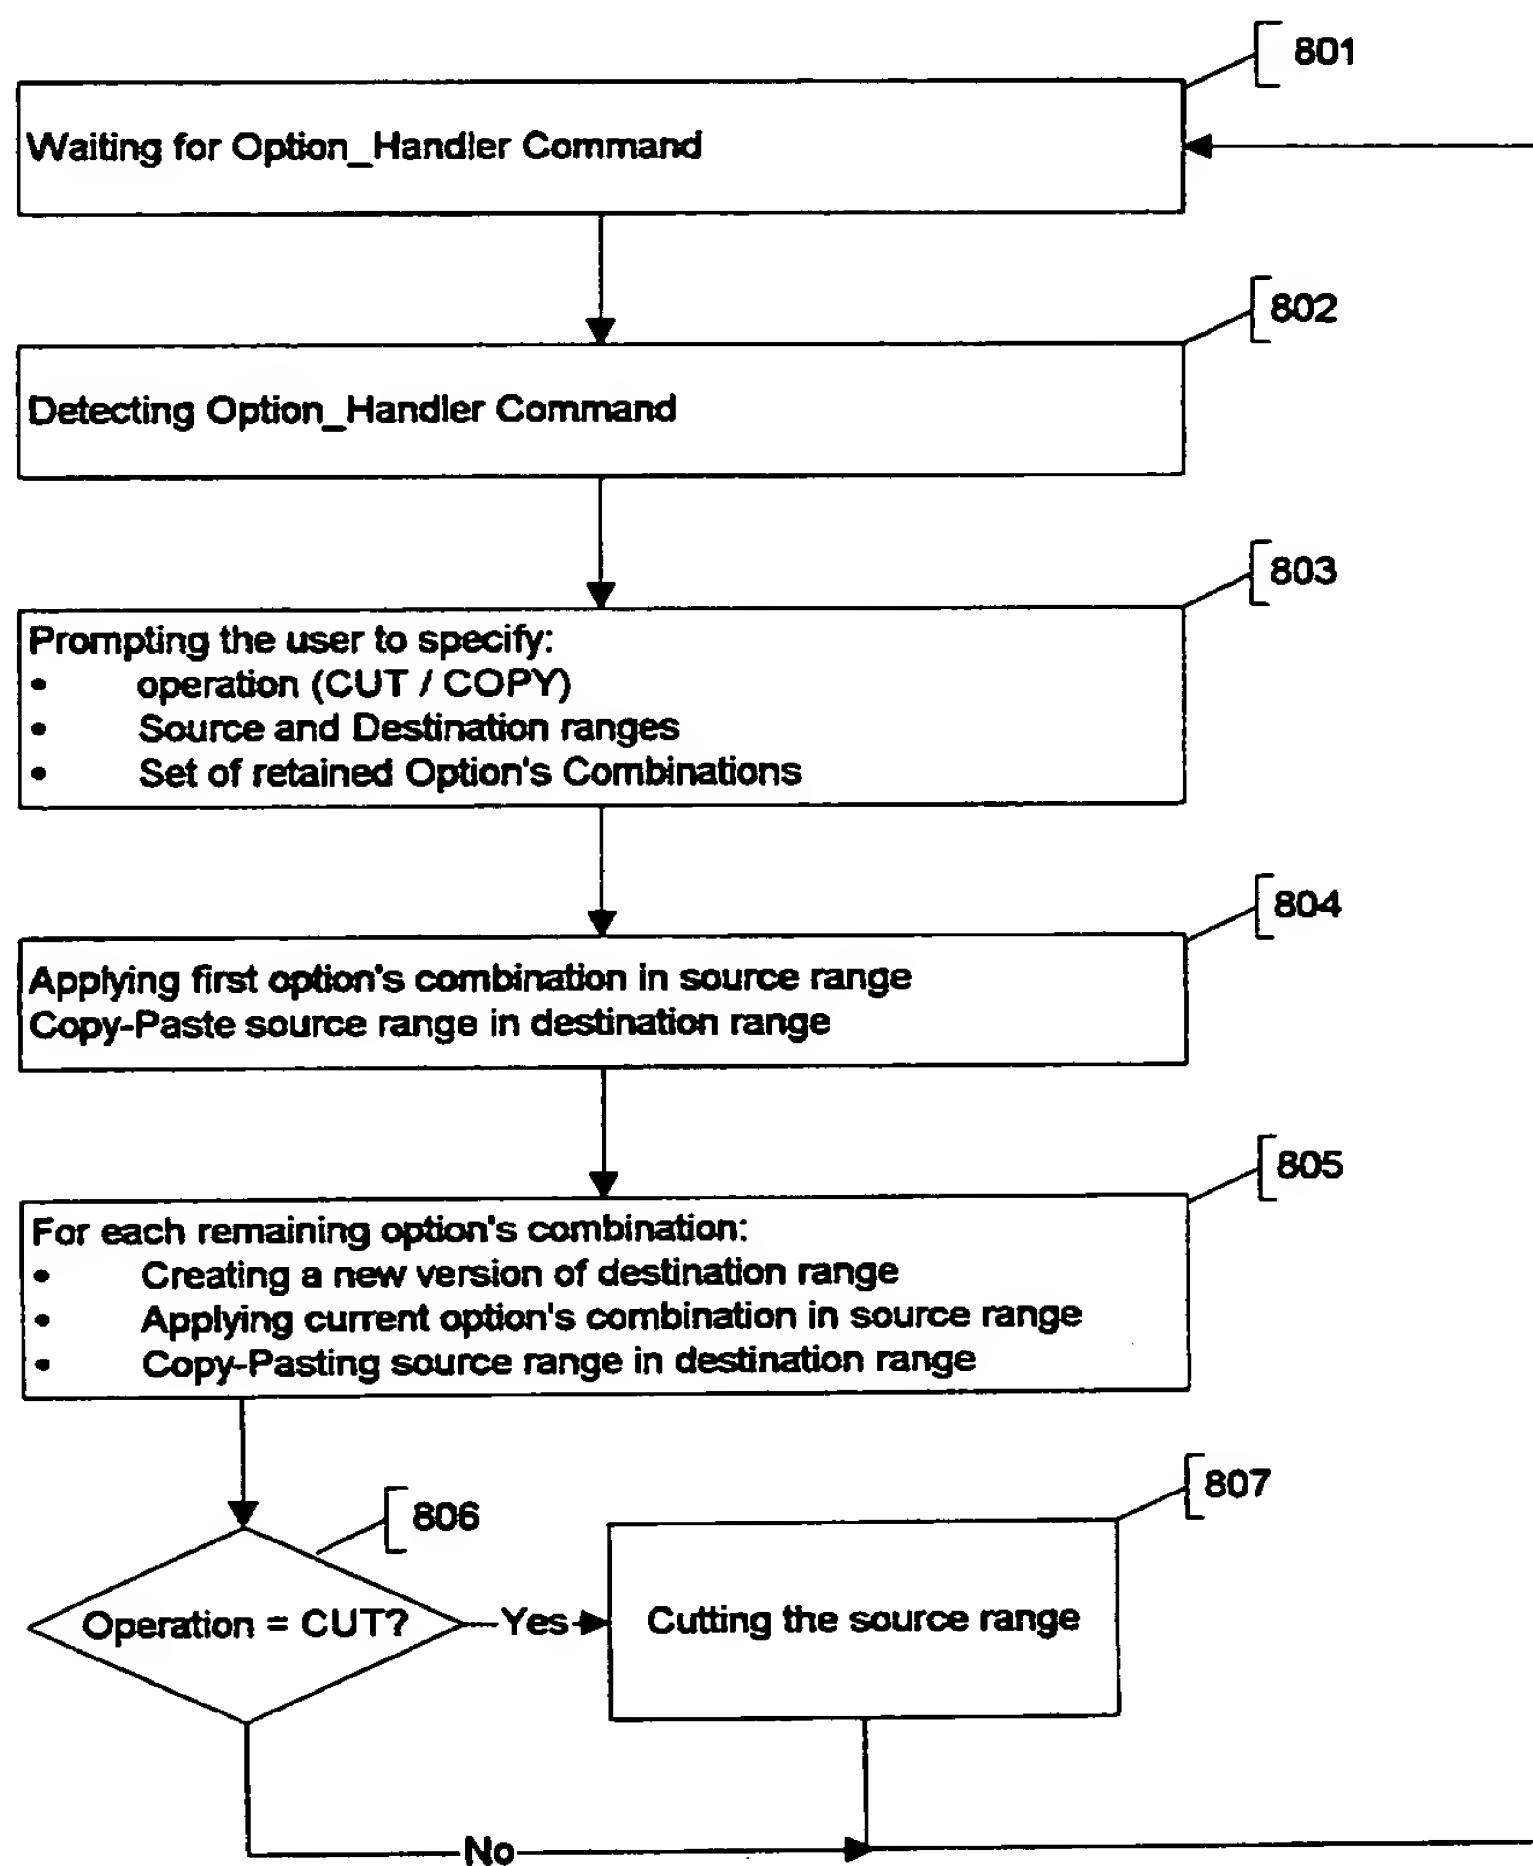 801
Waiting for Option_Handler Command
802
Detecting Option_Handler Command
803
Prompting the user to specify:
• operation (CUT / COPY)
• Source and Destination ranges
• Set of retained Option's Combinations
804
Applying first option's combination in source range
Copy-Paste source range in destination range
805
For each remaining option's combination:
• Creating a new version of destination range
• Applying current option's combination in source range
• Copy-Pasting source range in destination range
806
Operation = CUT?
Yes
807
Cutting the source range
No